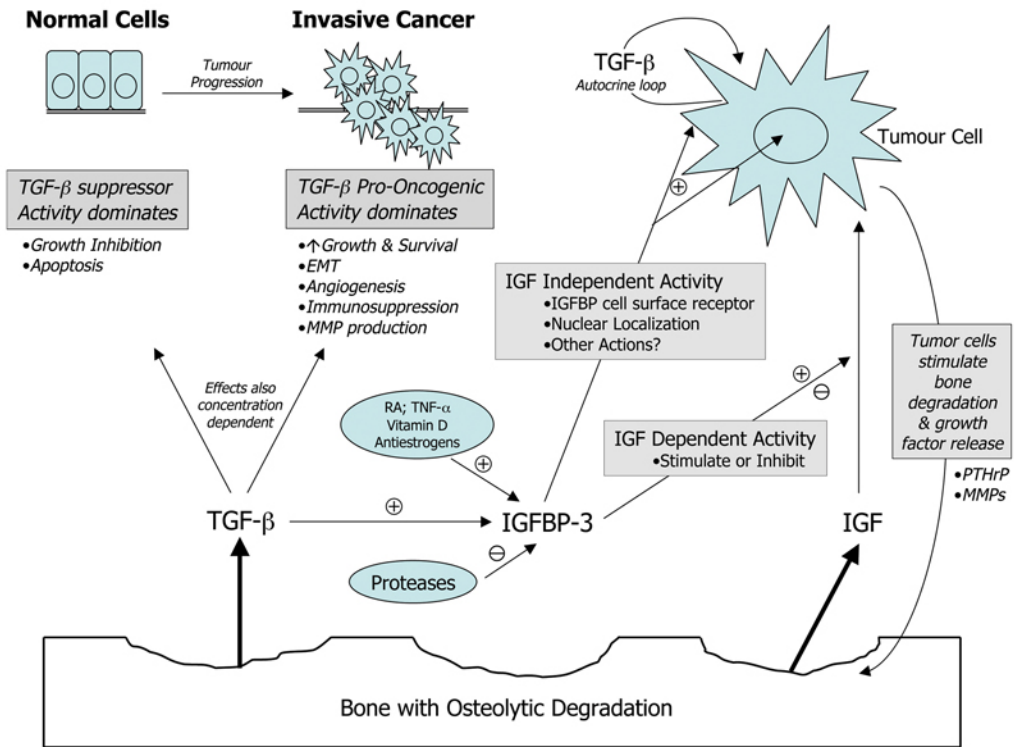 Normal Cells
Invasive Cancer
Tumour
Progression
TGF-β
Autocrine loop
Tumour Cell
TGF-β suppressor
Activity dominates
•Growth Inhibition
•Apoptosis
TGF-β Pro-Oncogenic
Activity dominates
•↑Growth & Survival
•EMT
•Angiogenesis
•Immunosuppression
•MMP production
+
IGF Independent Activity
•IGFBP cell surface receptor
•Nuclear Localization
•Other Actions?
Effects also
concentration
dependent
RA; TNF-α
Vitamin D
Antiestrogens
+
+
−
IGF Dependent Activity
•Stimulate or Inhibit
Tumor cells
stimulate
bone
degradation
& growth
factor release
•PTHrP
•MMPs
TGF-β
+
IGFBP-3
IGF
−
Proteases
Bone with Osteolytic Degradation